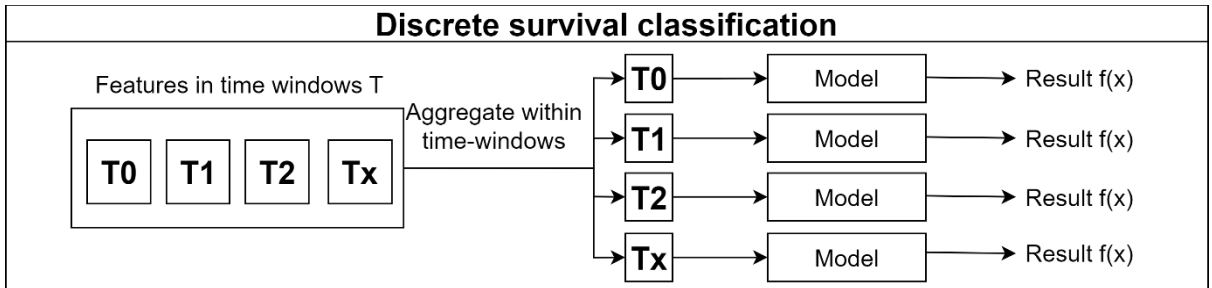 Discrete survival classification
Features in time windows T
T0 T1 T2 Tx
Aggregate within
time-windows
T0 Model Result f(x)
T1 Model Result f(x)
T2 Model Result f(x)
Tx Model Result f(x)